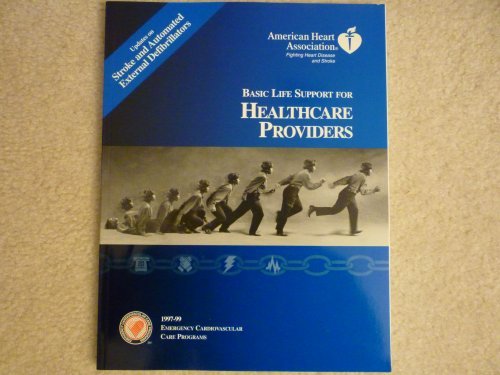 Updates on
Stroke and Automated
External Defibrillators
American Heart
Association®
Fighting Heart Disease
and Stroke
BASIC LIFE SUPPORT FOR
HEALTHCARE
PROVIDERS
1997-99
EMERGENCY CARDIOVASCULAR
CARE PROGRAMS